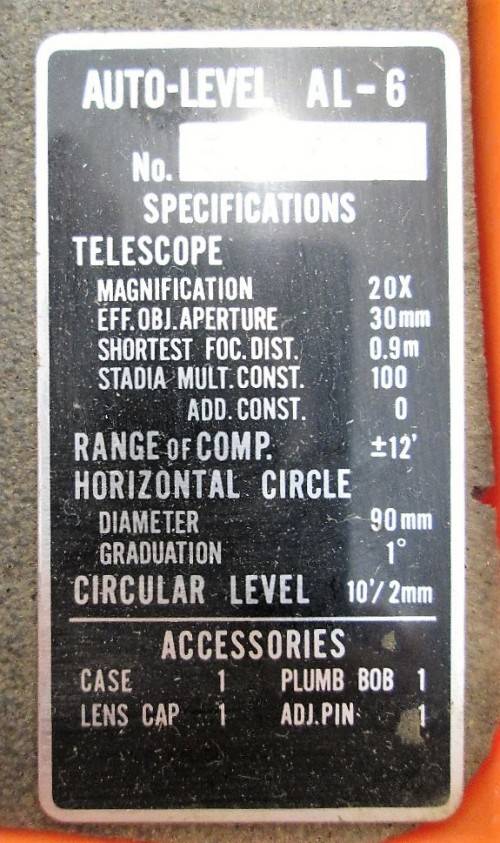 AUTO-LEVEL AL-6
No.
SPECIFICATIONS
TELESCOPE
MAGNIFICATION 20X
EFF.OBJ.APERTURE 30mm
SHORTEST FOC.DIST. 0.9m
STADIA MULT.CONST. 100
ADD.CONST. 0
RANGE OF COMP. ±12'
HORIZONTAL CIRCLE
DIAMETER 90mm
GRADUATION 1°
CIRCULAR LEVEL 10'/2mm
ACCESSORIES
CASE 1 PLUMB BOB 1
LENS CAP 1 ADJ.PIN 1